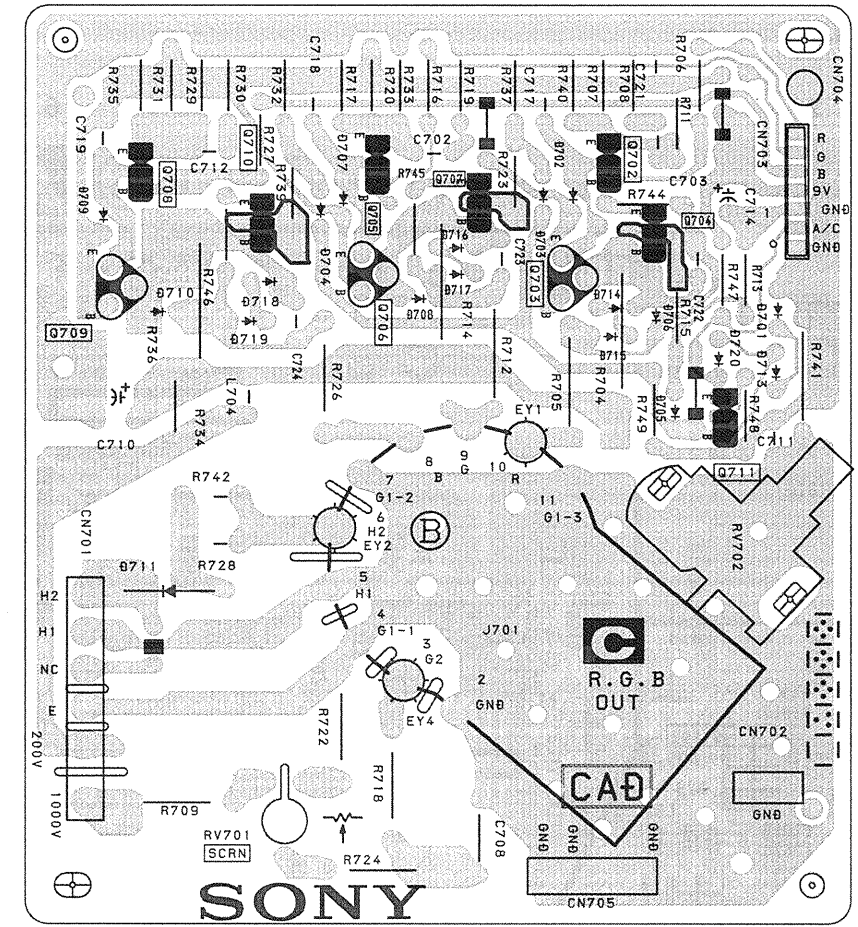 R735
R731
R729
R730
R732
C718
R717
R720
R733
R716
R719
R737
C717
R740
R707
R708
C721
R706
R711
CN704
C719
Q708
E
B
C712
Q710
R727
R739
D707
R745
C702
Q707
R723
D702
Q702
E
B
C703
R744
Q704
C714
CN703
R
G
B
9V
1 GND
A/C
GND
D709
E
B
Q709
D710
R736
R746
D718
D719
D704
C724
Q705
B
E
B
Q706
D716
D717
D708
R714
C723
D703
Q703
E
B
D714
D715
D706
R715
C722
R747
R713
D701
D720
D713
R741
C710
R734
L704
R726
R712
R705
R704
R749
D705
E
B
R748
C711
Q711
EY1
7
8
B
9
G
10
R
11
G1-3
G1-2
6
H2
EY2
B
R742
CN701
D711
R728
RV702
5
H1
4
G1-1
3
G2
2
GND
EY4
J701
C
R.G.B
OUT
H2
H1
NC
E
200V
1000V
R722
R718
R709
RV701
SCRN
R724
C708
CAD
CN702
GND
GND
GND
GND
CN705
SONY